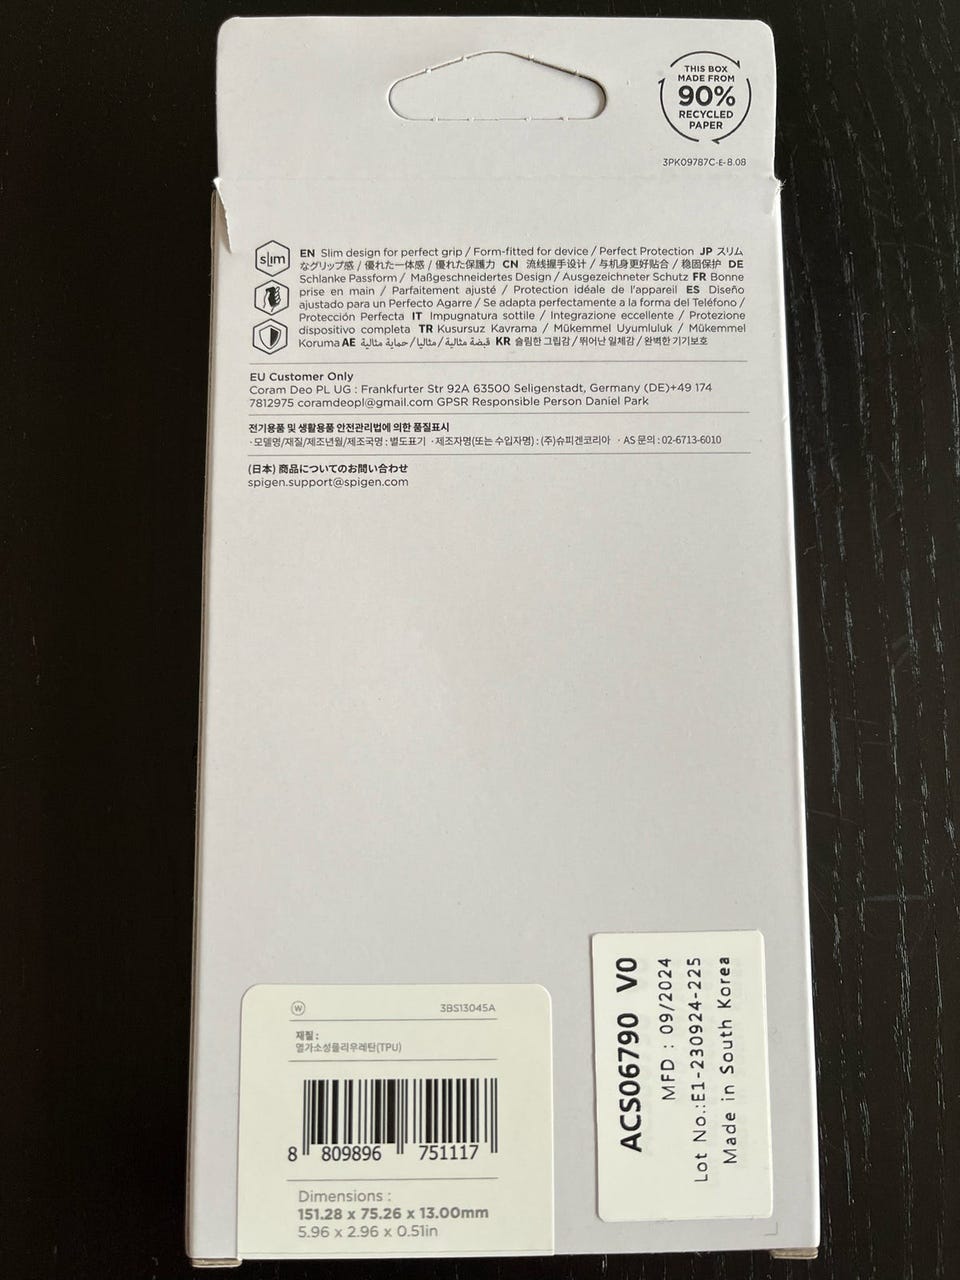 THIS BOX
MADE FROM
90%
RECYCLED
PAPER
3PK09787C-E-8.08
slım
EN Slim design for perfect grip / Form-fitted for device / Perfect Protection JP スリム
なグリップ感 / 優れた一体感 / 優れた保護力 CN 流线握手设计 / 与机身更好贴合 / 稳固保护 DE
Schlanke Passform / Maßgeschneidertes Design / Ausgezeichneter Schutz FR Bonne
prise en main / Parfaitement ajusté / Protection idéale de l'appareil ES Diseño
ajustado para un Perfecto Agarre / Se adapta perfectamente a la forma del Teléfono /
Protección Perfecta IT Impugnatura sottile / Integrazione eccellente / Protezione
dispositivo completa TR Kusursuz Kavrama / Mükemmel Uyumluluk / Mükemmel
Koruma AE قبضة مثالية/مثاليا/حماية مثالية KR 슬림한 그립감 / 뛰어난 일체감 / 완벽한 기기보호
EU Customer Only
Coram Deo PL UG : Frankfurter Str 92A 63500 Seligenstadt, Germany (DE)+49 174
7812975 coramdeopl@gmail.com GPSR Responsible Person Daniel Park
전기용품 및 생활용품 안전관리법에 의한 품질표시
·모델명/재질/제조년월/제조국명 : 별도표기 ·제조자명(또는 수입자명) : (주)슈피겐코리아 · AS 문의 : 02-6713-6010
(日本) 商品についてのお問い合わせ
spigen.support@spigen.com
W 3BS13045A
재질 :
열가소성폴리우레탄(TPU)
8 809896 751117
Dimensions :
151.28 x 75.26 x 13.00mm
5.96 x 2.96 x 0.51in
ACS06790 V0
MFD : 09/2024
Lot No.:E1-230924-225
Made in South Korea